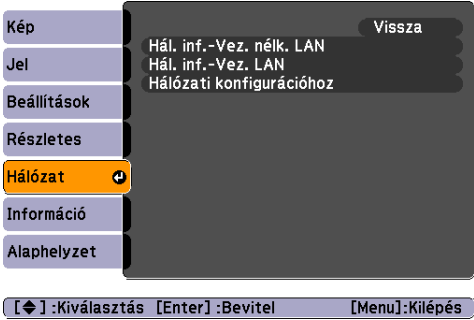 Kép
Jel
Beállítások
Részletes
Hálózat
Információ
Alaphelyzet
Vissza
Hál. inf.-Vez. nélk. LAN
Hál. inf.-Vez. LAN
Hálózati konfigurációhoz
[◆] :Kiválasztás [Enter] :Bevitel [Menu]:Kilépés